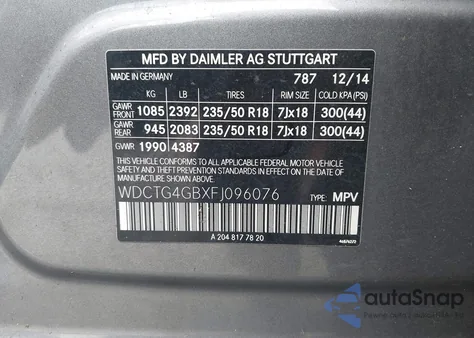 MFD BY DAIMLER AG STUTTGART
MADE IN GERMANY 787 12/14
KG LB TIRES RIM SIZE COLD KPA(PSI)
GAWR FRONT 1085 2392 235/50 R18 7Jx18 300(44)
GAWR REAR 945 2083 235/50 R18 7Jx18 300(44)
GVWR 1990 4387
THIS VEHICLE CONFORMS TO ALL APPLICABLE FEDERAL MOTOR VEHICLE
SAFETY AND THEFT PREVENTION STANDARDS IN EFFECT ON THE DATE OF
MANUFACTURE SHOWN ABOVE.
WDCTG4GBXFJ096076 TYPE: MPV
A 204 817 78 20
autoSnap